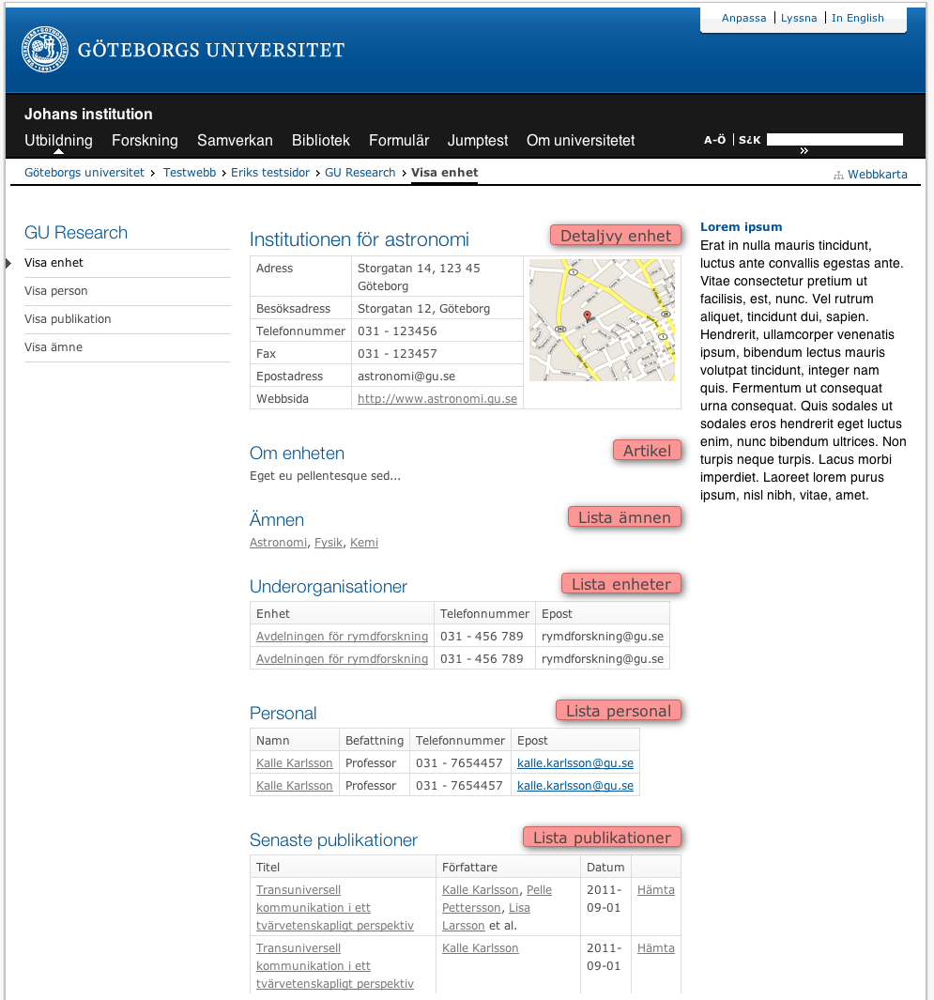 Anpassa | Lyssna | In English
GÖTEBORGS UNIVERSITET
Johans institution
Utbildning Forskning Samverkan Bibliotek Formulär Jumptest Om universitetet
A-Ö | S¿K
Göteborgs universitet Testwebb Eriks testsidor GU Research Visa enhet
Webbkarta
GU Research
Visa enhet
Visa person
Visa publikation
Visa ämne
Institutionen för astronomi
Detaljvy enhet
Adress Storgatan 14, 123 45
Göteborg
Besöksadress Storgatan 12, Göteborg
Telefonnummer 031 - 123456
Fax 031 - 123457
Epostadress astronomi@gu.se
Webbsida http://www.astronomi.gu.se
Om enheten
Artikel
Eget eu pellentesque sed...
Ämnen
Lista ämnen
Astronomi, Fysik, Kemi
Underorganisationer
Lista enheter
Enhet Telefonnummer Epost
Avdelningen för rymdforskning 031 - 456 789 rymdforskning@gu.se
Avdelningen för rymdforskning 031 - 456 789 rymdforskning@gu.se
Personal
Lista personal
Namn Befattning Telefonnummer Epost
Kalle Karlsson Professor 031 - 7654457 kalle.karlsson@gu.se
Kalle Karlsson Professor 031 - 7654457 kalle.karlsson@gu.se
Senaste publikationer
Lista publikationer
Titel Författare Datum
Transuniversell Kalle Karlsson, Pelle 2011- Hämta
kommunikation i ett Pettersson, Lisa 09-01
tvärvetenskapligt perspektiv Larsson et al.
Transuniversell Kalle Karlsson 2011- Hämta
kommunikation i ett 09-01
tvärvetenskapligt perspektiv
Lorem ipsum
Erat in nulla mauris tincidunt,
luctus ante convallis egestas ante.
Vitae consectetur pretium ut
facilisis, est, nunc. Vel rutrum
aliquet, tincidunt dui, sapien.
Hendrerit, ullamcorper venenatis
ipsum, bibendum lectus mauris
volutpat tincidunt, integer nam
quis. Fermentum ut consequat
urna consequat. Quis sodales ut
sodales eros hendrerit eget luctus
enim, nunc bibendum ultrices. Non
turpis neque turpis. Lacus morbi
imperdiet. Laoreet lorem purus
ipsum, nisl nibh, vitae, amet.